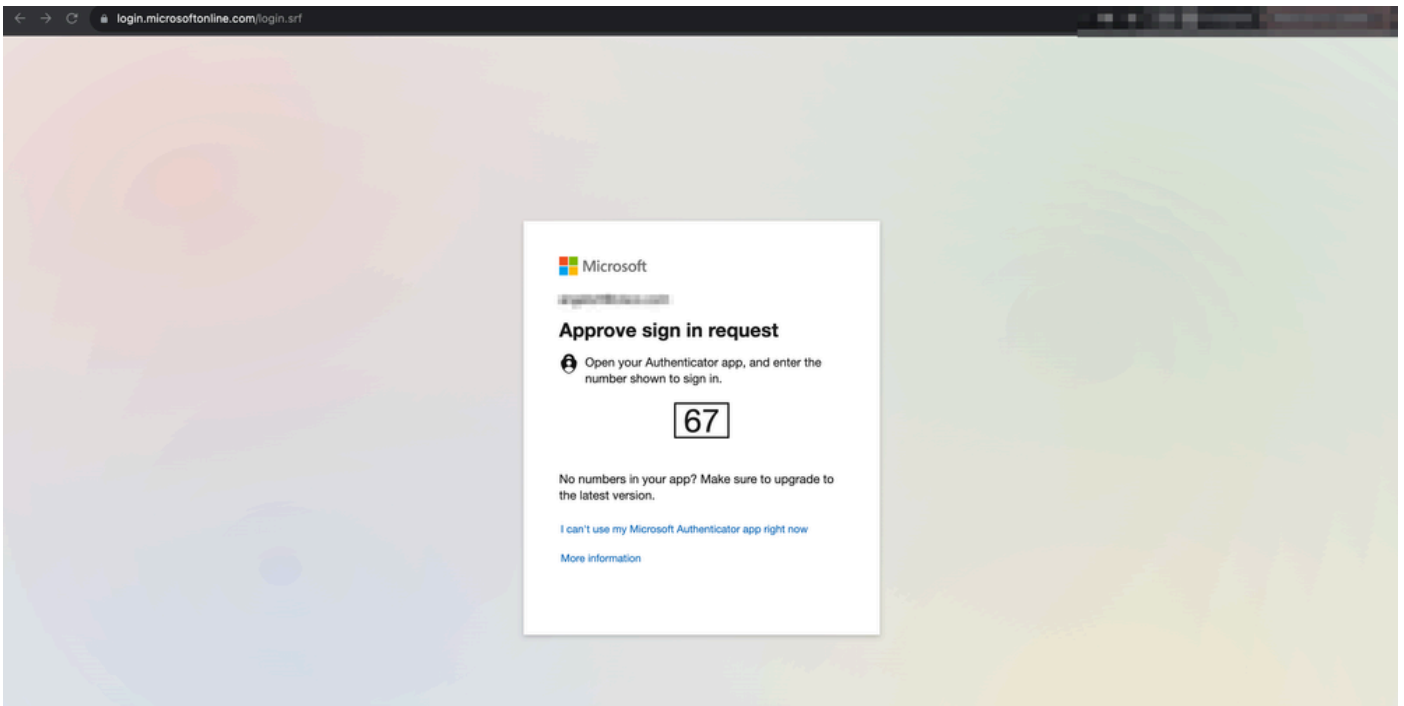 login.microsoftonline.com/login.srf
Microsoft
Approve sign in request
Open your Authenticator app, and enter the
number shown to sign in.
67
No numbers in your app? Make sure to upgrade to
the latest version.
I can't use my Microsoft Authenticator app right now
More information